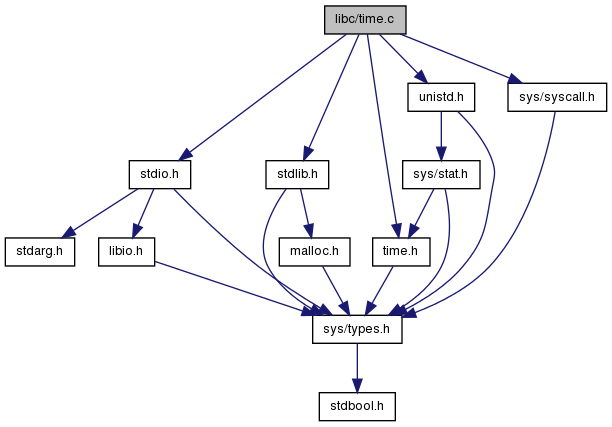 libc/time.c
unistd.h
sys/syscall.h
stdio.h
stdlib.h
sys/stat.h
stdarg.h
libio.h
malloc.h
time.h
sys/types.h
stdbool.h